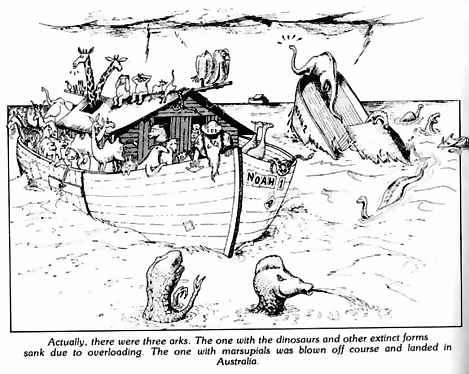 NOAH I
Actually, there were three arks. The one with the dinosaurs and other extinct forms
sank due to overloading. The one with marsupials was blown off course and landed in
Australia.